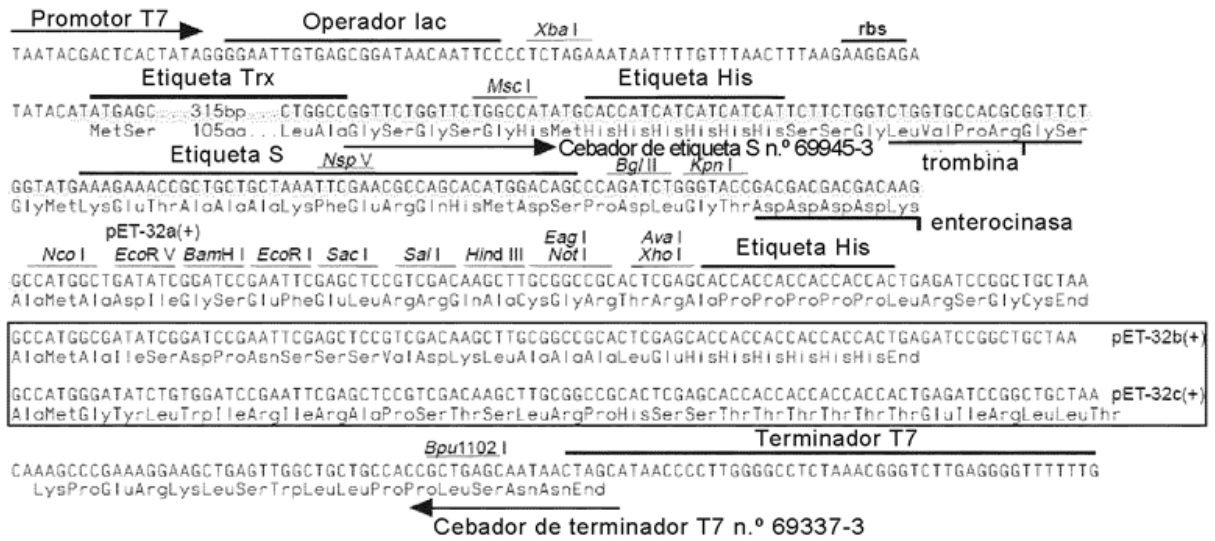 Promotor T7 Operador lac Xba I rbs
TAATACGACTCACTATAGGGGAATTGTGAGCGGATAACAATTCCCCTCTAGAAATAATTTTGTTTAACTTTAAGAAGGAGA
Etiqueta Trx Msc I Etiqueta His
TATACATATGAGC 315bp CTGGCCGGTTCTGGTTCTGGCCATATGCACCATCATCATCATCATTCTTCTGGTCTGGTGCCACGCGGTTCT
MetSer 105aa...LeuAlaGlySerGlySerGlyHisMetHisHisHisHisHisHisSerSerGlyLeuValProArgGlySer
Cebador de etiqueta S n.º 69945-3 trombina
Etiqueta S Nsp V Bgl II Kpn I
GGTATGAAAGAAACCGCTGCTGCTAAATTCGAACGCCAGCACATGGACAGCCCAGATCTGGGTACCGACGACGACGACAAG
GlyMetLysGluThrAlaAlaAlaLysPheGluArgGlnHisMetAspSerProAspLeuGlyThrAspAspAspAspLys
enterocinasa
pET-32a(+)
Nco I EcoR V BamH I EcoR I Sac I Sal I Hind III Eag I Not I Ava I Xho I Etiqueta His
GCCATGGCTGATATCGGATCCGAATTCGAGCTCCGTCGACAAGCTTGCGGCCGCACTCGAGCACCACCACCACCACCACTGAGATCCGGCTGCTAA
AlaMetAlaAspIleGlySerGluPheGluLeuArgArgGlnAlaCysGlyArgThrArgAlaProProProProProLeuArgSerGlyCysEnd
GCCATGGCGATATCGGATCCGAATTCGAGCTCCGTCGACAAGCTTGCGGCCGCACTCGAGCACCACCACCACCACCACTGAGATCCGGCTGCTAA pET-32b(+)
AlaMetAlaIleSerAspProAsnSerSerSerValAspLysLeuAlaAlaAlaLeuGluHisHisHisHisHisHisEnd
GCCATGGGATATCTGTGGATCCGAATTCGAGCTCCGTCGACAAGCTTGCGGCCGCACTCGAGCACCACCACCACCACCACTGAGATCCGGCTGCTAA pET-32c(+)
AlaMetGlyTyrLeuTrpIleArgIleArgAlaProSerThrSerLeuArgProHisSerSerThrThrThrThrThrThrGluIleArgLeuLeuThr
Bpu1102 I Terminador T7
CAAAGCCCGAAAGGAAGCTGAGTTGGCTGCTGCCACCGCTGAGCAATAACTAGCATAACCCCTTGGGGCCTCTAAACGGGTCTTGAGGGGTTTTTTG
LysProGluArgLysLeuSerTrpLeuLeuProProLeuSerAsnAsnEnd
Cebador de terminador T7 n.º 69337-3